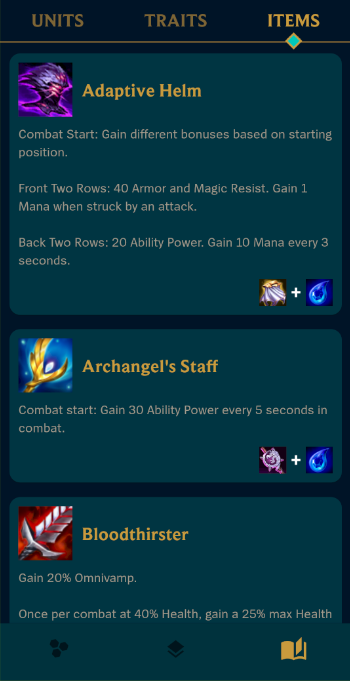 UNITS TRAITS ITEMS
Adaptive Helm
Combat Start: Gain different bonuses based on starting
position.
Front Two Rows: 40 Armor and Magic Resist. Gain 1
Mana when struck by an attack.
Back Two Rows: 20 Ability Power. Gain 10 Mana every 3
seconds.
+
Archangel's Staff
Combat start: Gain 30 Ability Power every 5 seconds in
combat.
+
Bloodthirster
Gain 20% Omnivamp.
Once per combat at 40% Health, gain a 25% max Health